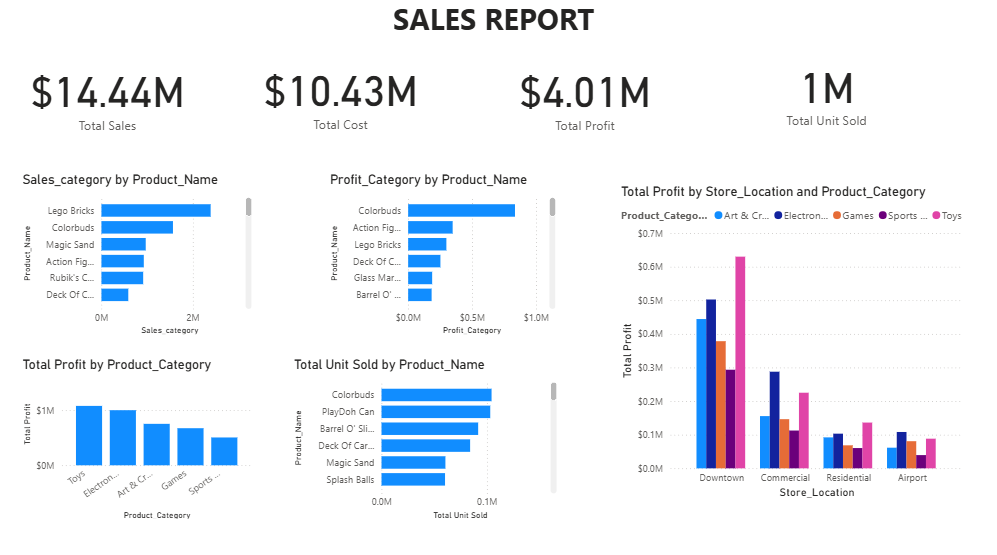 SALES REPORT
$14.44M
Total Sales
$10.43M
Total Cost
$4.01M
Total Profit
1M
Total Unit Sold
Sales_category by Product_Name
Product_Name
Lego Bricks
Colorbuds
Magic Sand
Action Fig...
Rubik's C...
Deck Of C...
0M 2M
Sales_category
Profit_Category by Product_Name
Product_Name
Colorbuds
Action Fig...
Lego Bricks
Deck Of C...
Glass Mar...
Barrel O' ...
$0.0M $0.5M $1.0M
Profit_Category
Total Profit by Store_Location and Product_Category
Product_Catego... Art & Cr... Electron... Games Sports ... Toys
Total Profit
$0.7M
$0.6M
$0.5M
$0.4M
$0.3M
$0.2M
$0.1M
$0.0M
Downtown Commercial Residential Airport
Store_Location
Total Profit by Product_Category
Total Profit
$1M
$0M
Toys Electron... Art & Cr... Games Sports ...
Product_Category
Total Unit Sold by Product_Name
Product_Name
Colorbuds
PlayDoh Can
Barrel O' Sli...
Deck Of Car...
Magic Sand
Splash Balls
0.0M 0.1M
Total Unit Sold